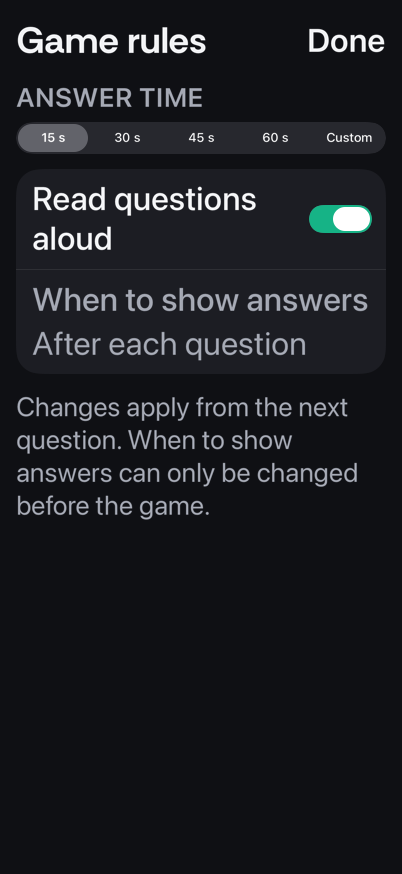 Game rules
Done
ANSWER TIME
15 s
30 s
45 s
60 s
Custom
Read questions
aloud
When to show answers
After each question
Changes apply from the next
question. When to show
answers can only be changed
before the game.